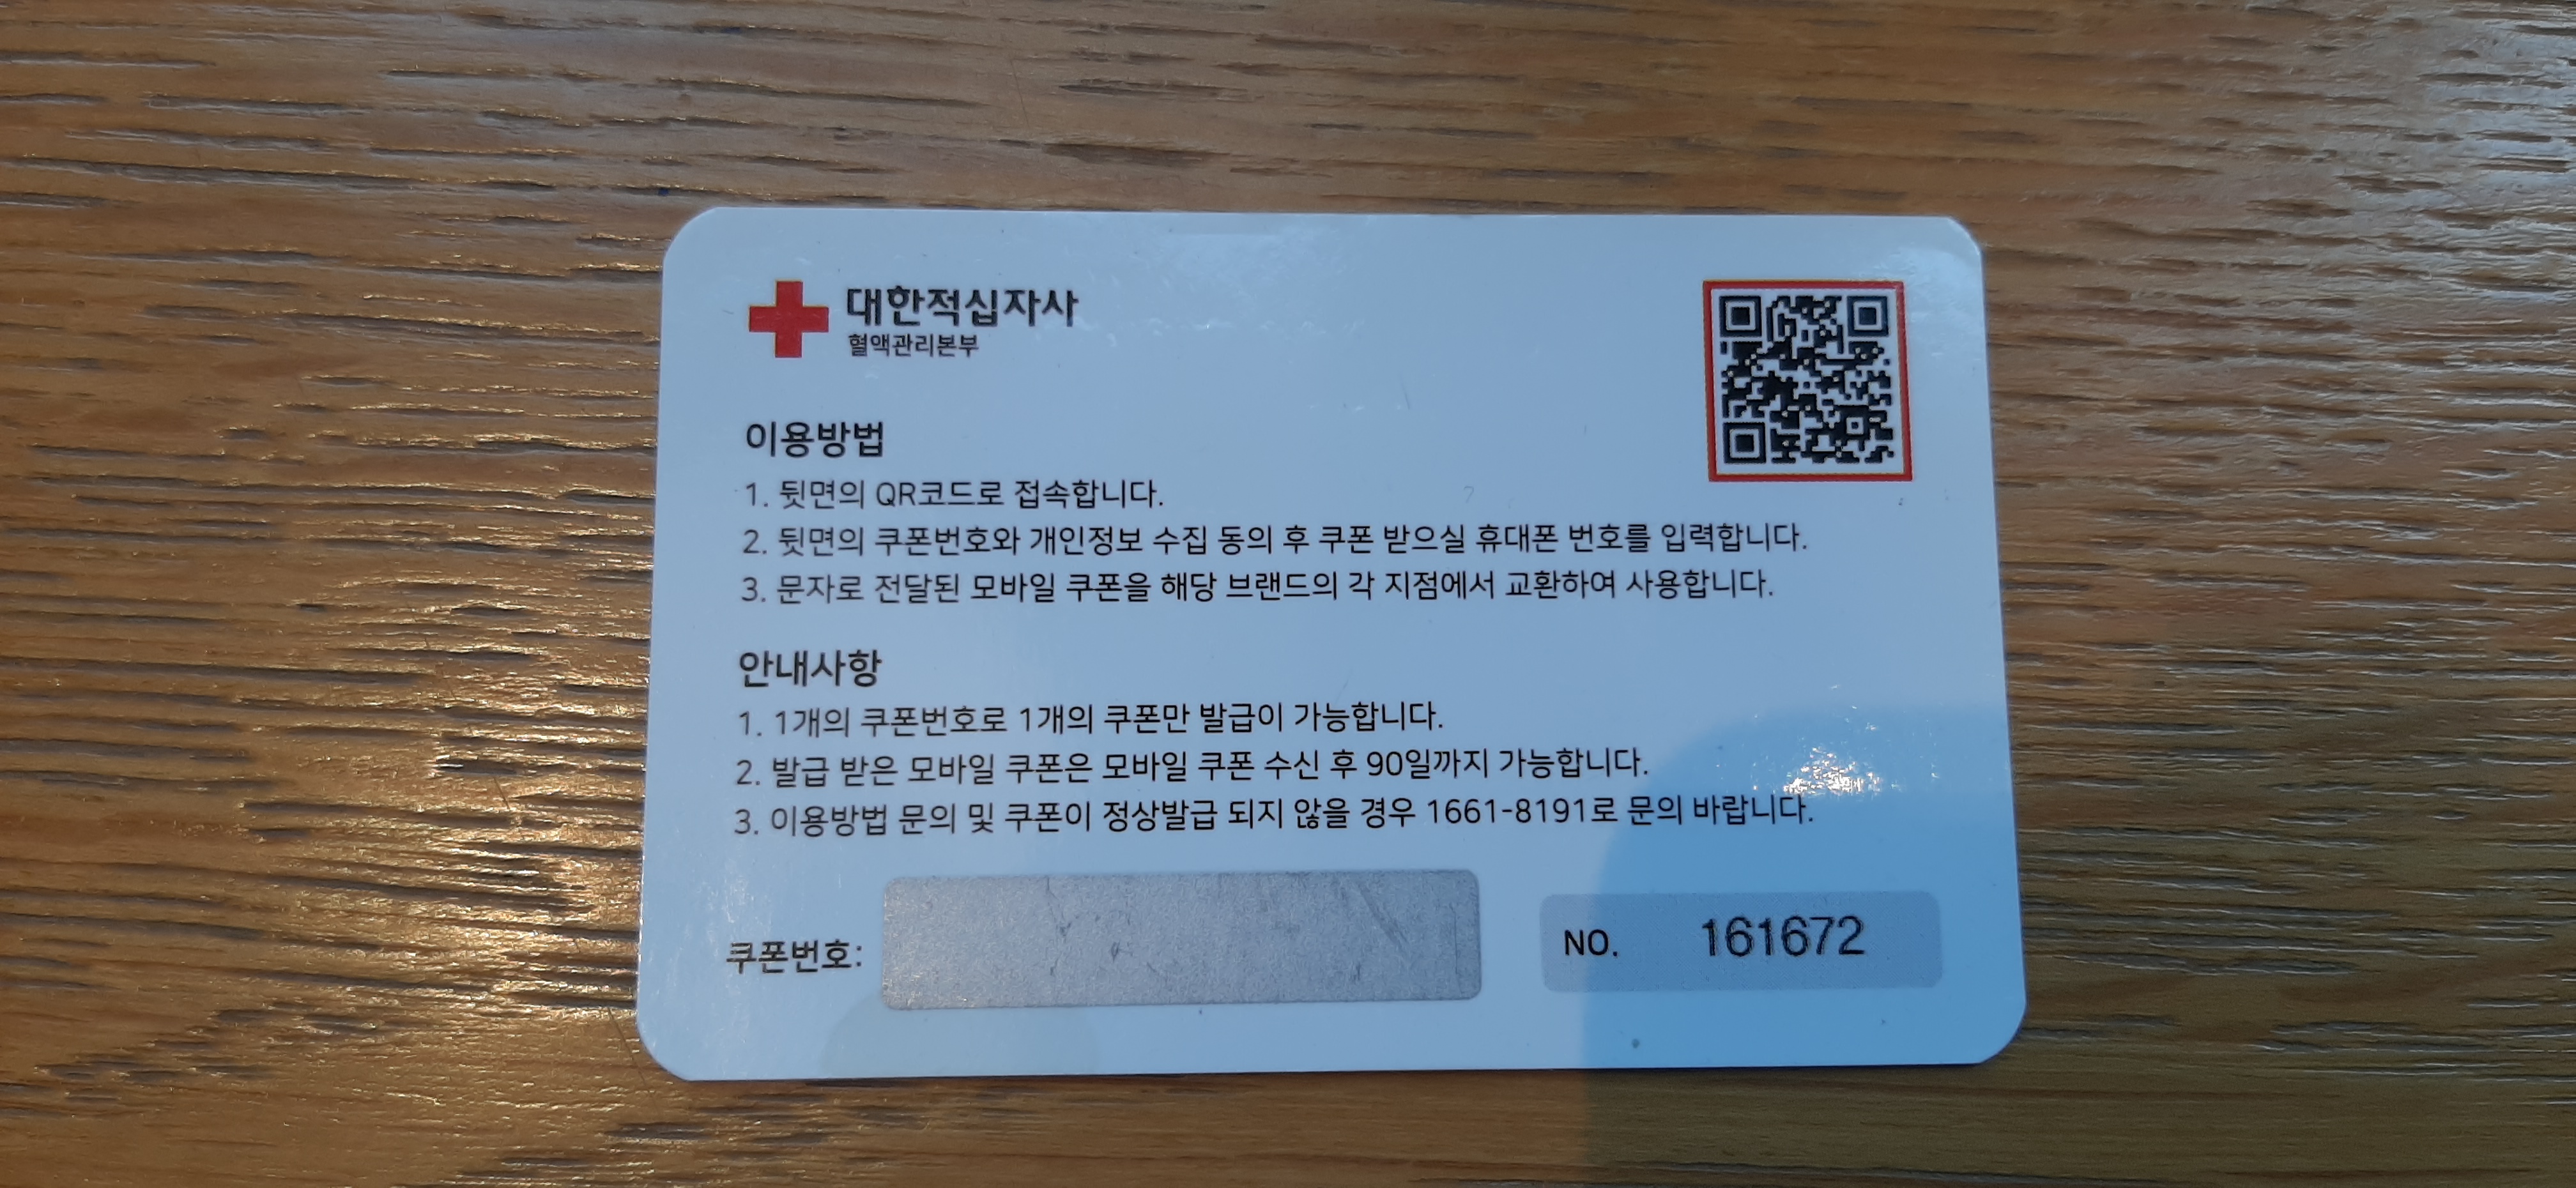 대한적십자사
혈액관리본부
이용방법
1. 뒷면의 QR코드로 접속합니다.
2. 뒷면의 쿠폰번호와 개인정보 수집 동의 후 쿠폰 받으실 휴대폰 번호를 입력합니다.
3. 문자로 전달된 모바일 쿠폰을 해당 브랜드의 각 지점에서 교환하여 사용합니다.
안내사항
1. 1개의 쿠폰번호로 1개의 쿠폰만 발급이 가능합니다.
2. 발급 받은 모바일 쿠폰은 모바일 쿠폰 수신 후 90일까지 가능합니다.
3. 이용방법 문의 및 쿠폰이 정상발급 되지 않을 경우 1661-8191로 문의 바랍니다.
쿠폰번호:
NO. 161672